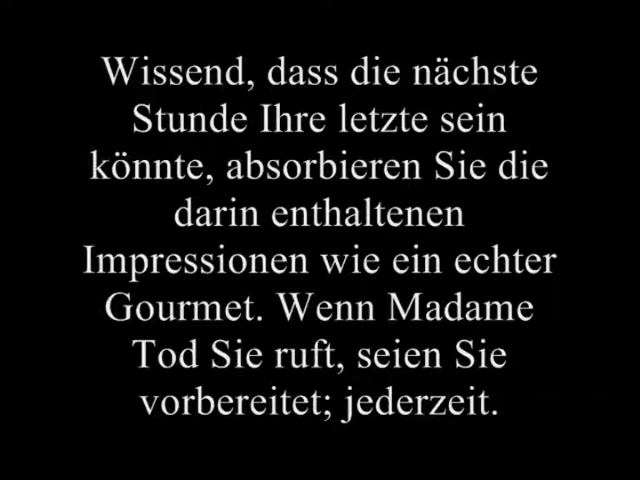 Wissend, dass die nächste
Stunde Ihre letzte sein
könnte, absorbieren Sie die
darin enthaltenen
Impressionen wie ein echter
Gourmet. Wenn Madame
Tod Sie ruft, seien Sie
vorbereitet; jederzeit.